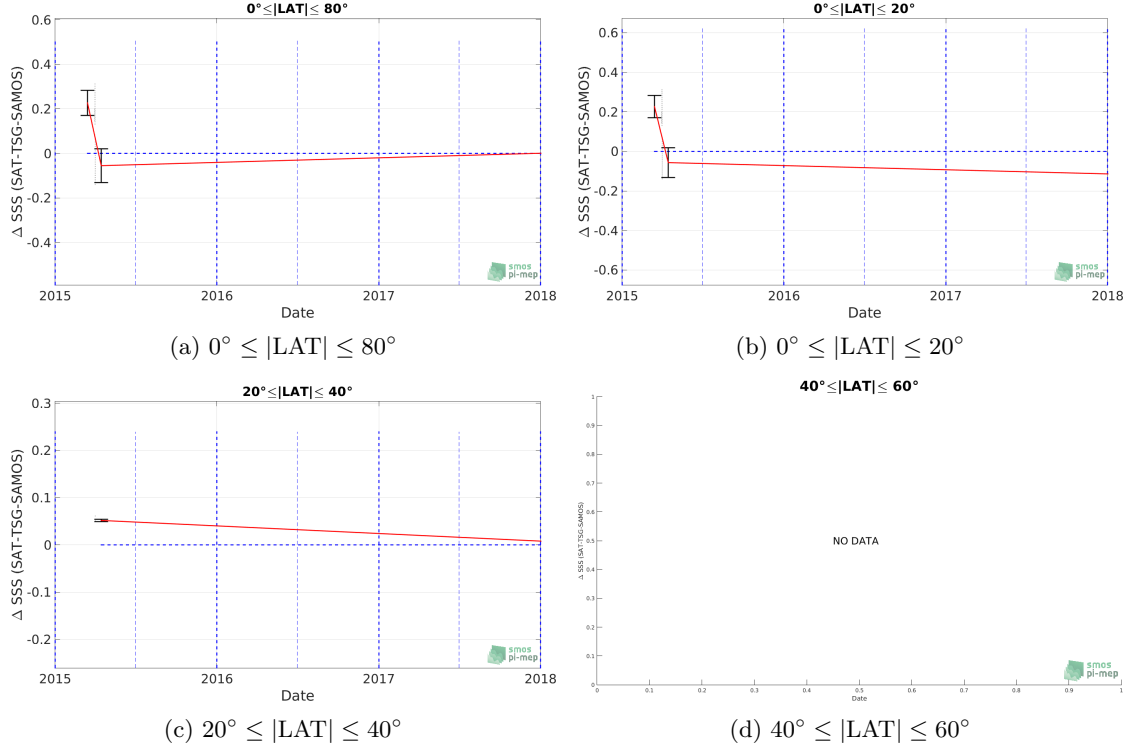 0°≤|LAT|≤ 80°
0.6
0.4
0.2
0
-0.2
-0.4
Δ SSS (SAT-TSG-SAMOS)
2015 2016 2017 2018
Date
smos
pi-mep
(a) 0° ≤ |LAT| ≤ 80°
0°≤|LAT|≤ 20°
0.6
0.4
0.2
0
-0.2
-0.4
-0.6
Δ SSS (SAT-TSG-SAMOS)
2015 2016 2017 2018
Date
smos
pi-mep
(b) 0° ≤ |LAT| ≤ 20°
20°≤|LAT|≤ 40°
0.3
0.2
0.1
0
-0.1
-0.2
Δ SSS (SAT-TSG-SAMOS)
2015 2016 2017 2018
Date
smos
pi-mep
(c) 20° ≤ |LAT| ≤ 40°
40°≤|LAT|≤ 60°
1
0.9
0.8
0.7
0.6
0.5
0.4
0.3
0.2
0.1
0
Δ SSS (SAT-TSG-SAMOS)
NO DATA
0 0.1 0.2 0.3 0.4 0.5 0.6 0.7 0.8 0.9 1
Date
smos
pi-mep
(d) 40° ≤ |LAT| ≤ 60°